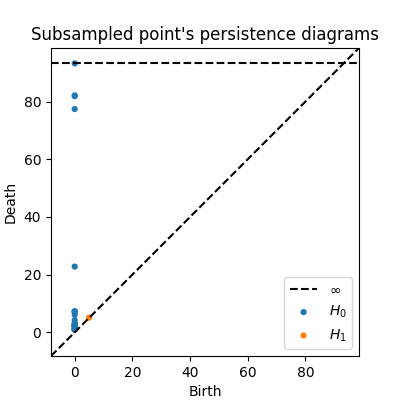 Subsampled point's persistence diagrams
80
60
40
20
0
Death
0 20 40 60 80
Birth
∞
H₀
H₁